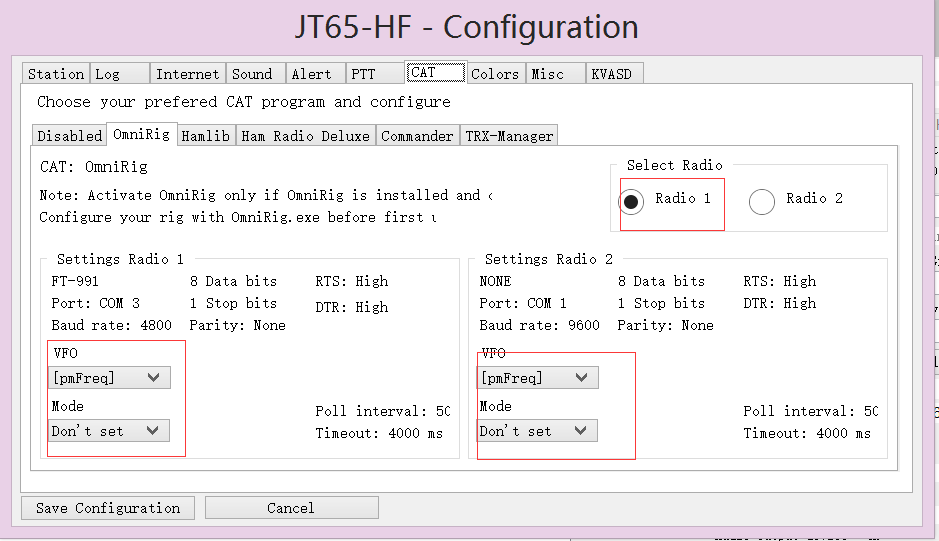 JT65-HF - Configuration
Station Log Internet Sound Alert PTT CAT Colors Misc KVASD
Choose your prefered CAT program and configure
Disabled OmniRig Hamlib Ham Radio Deluxe Commander TRX-Manager
CAT: OmniRig
Note: Activate OmniRig only if OmniRig is installed and
Configure your rig with OmniRig.exe before first
Select Radio
Radio 1 Radio 2
Settings Radio 1
FT-991 8 Data bits RTS: High
Port: COM 3 1 Stop bits DTR: High
Baud rate: 4800 Parity: None
VFO
[pmFreq]
Mode
Don't set
Poll interval: 50
Timeout: 4000 ms
Settings Radio 2
NONE 8 Data bits RTS: High
Port: COM 1 1 Stop bits DTR: High
Baud rate: 9600 Parity: None
VFO
[pmFreq]
Mode
Don't set
Poll interval: 50
Timeout: 4000 ms
Save Configuration Cancel